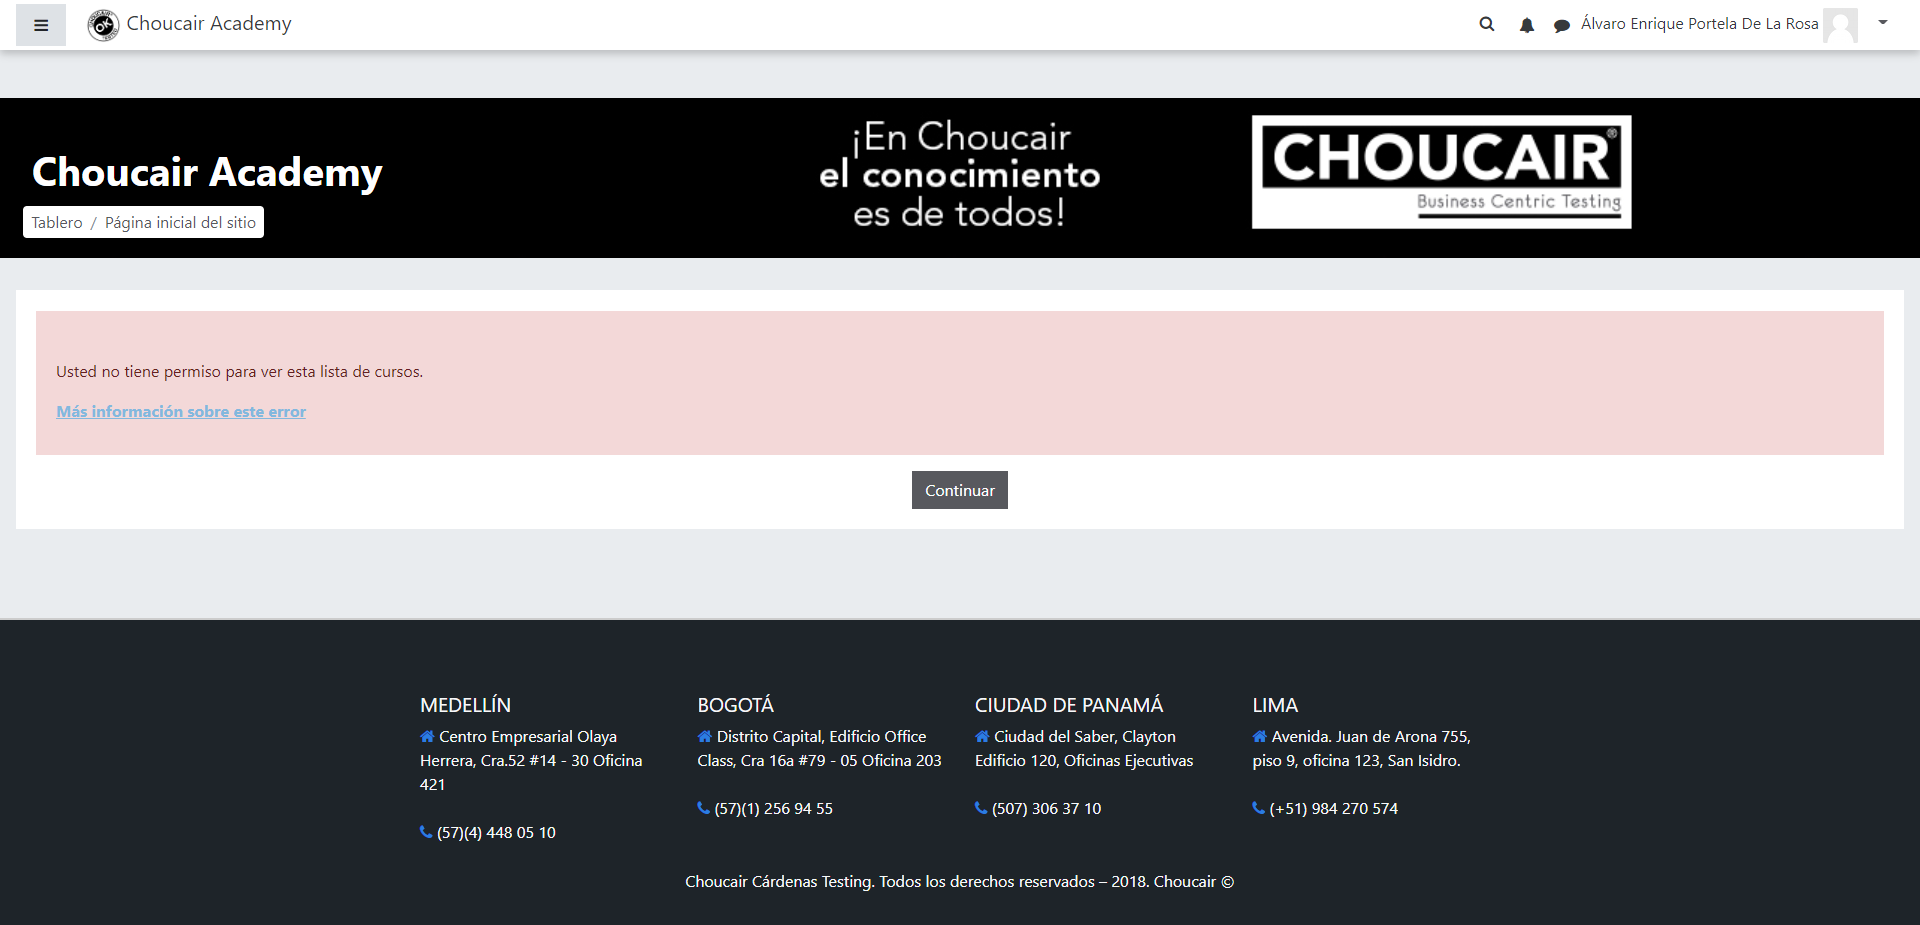 Choucair Academy
Álvaro Enrique Portela De La Rosa
Choucair Academy
Tablero / Página inicial del sitio
¡En Choucair
el conocimiento
es de todos!
CHOUCAIR®
Business Centric Testing
Usted no tiene permiso para ver esta lista de cursos.
Más información sobre este error
Continuar
MEDELLÍN
Centro Empresarial Olaya
Herrera, Cra.52 #14 - 30 Oficina
421
(57)(4) 448 05 10
BOGOTÁ
Distrito Capital, Edificio Office
Class, Cra 16a #79 - 05 Oficina 203
(57)(1) 256 94 55
CIUDAD DE PANAMÁ
Ciudad del Saber, Clayton
Edificio 120, Oficinas Ejecutivas
(507) 306 37 10
LIMA
Avenida. Juan de Arona 755,
piso 9, oficina 123, San Isidro.
(+51) 984 270 574
Choucair Cárdenas Testing. Todos los derechos reservados – 2018. Choucair ©